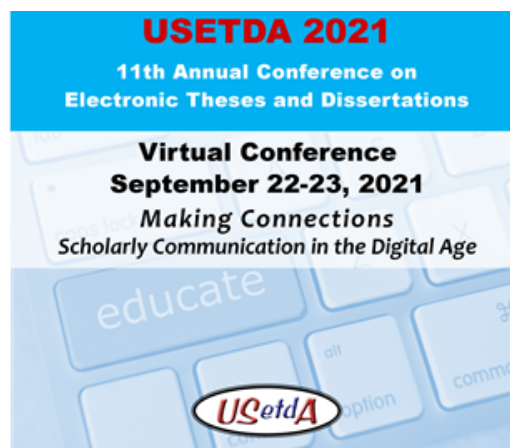 USETDA 2021
11th Annual Conference on
Electronic Theses and Dissertations
Virtual Conference
September 22-23, 2021
Making Connections
Scholarly Communication in the Digital Age
caps lock
educate
alt
option
USetdA